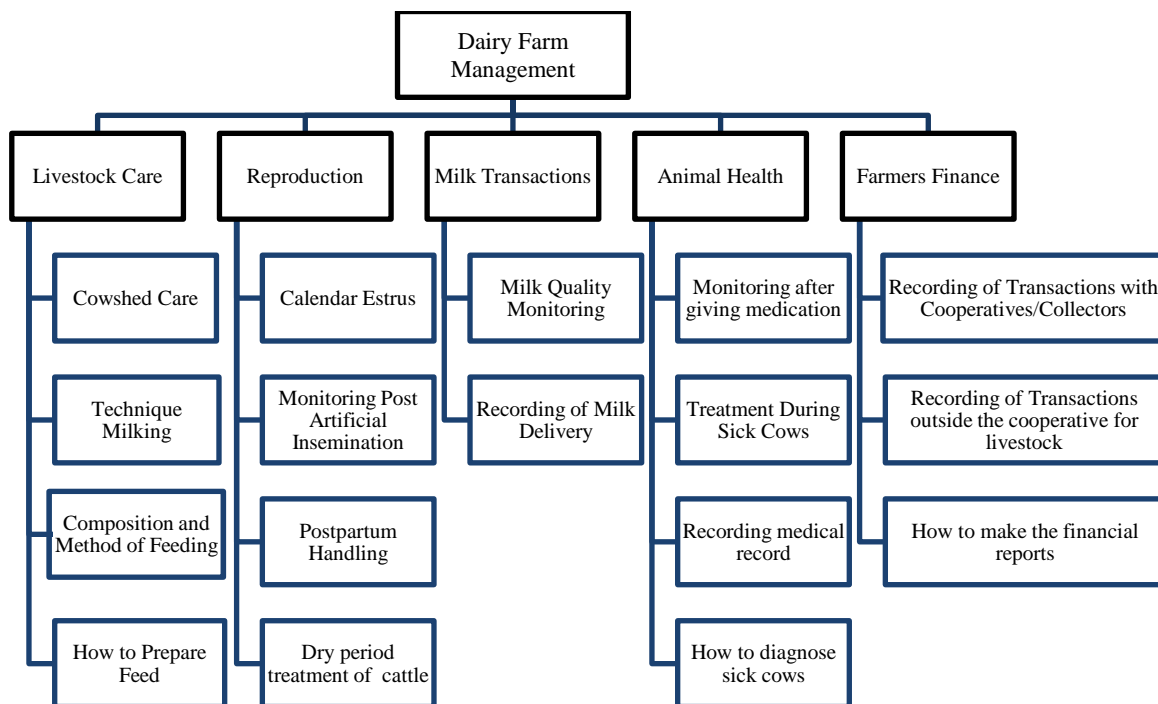 Dairy Farm
Management
Livestock Care
Reproduction
Milk Transactions
Animal Health
Farmers Finance
Cowshed Care
Technique
Milking
Composition and
Method of Feeding
How to Prepare
Feed
Calendar Estrus
Monitoring Post
Artificial
Insemination
Postpartum
Handling
Dry period
treatment of cattle
Milk Quality
Monitoring
Recording of Milk
Delivery
Monitoring after
giving medication
Treatment During
Sick Cows
Recording medical
record
How to diagnose
sick cows
Recording of Transactions with
Cooperatives/Collectors
Recording of Transactions
outside the cooperative for
livestock
How to make the financial
reports